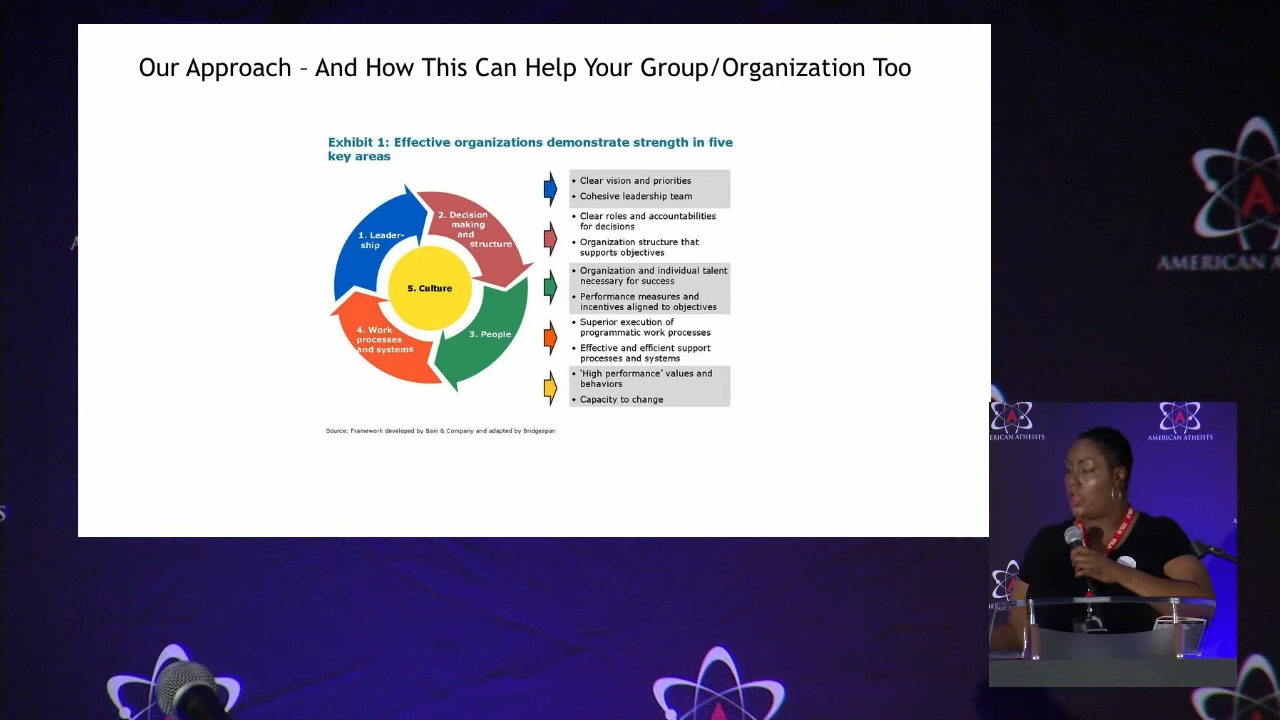 Our Approach – And How This Can Help Your Group/Organization Too
Exhibit 1: Effective organizations demonstrate strength in five
key areas
1. Leader-
ship
2. Decision
making
and
structure
3. People
4. Work
processes
and systems
5. Culture
• Clear vision and priorities
• Cohesive leadership team
• Clear roles and accountabilities
for decisions
• Organization structure that
supports objectives
• Organization and individual talent
necessary for success
• Performance measures and
incentives aligned to objectives
• Superior execution of
programmatic work processes
• Effective and efficient support
processes and systems
• ‘High performance’ values and
behaviors
• Capacity to change
Source: Framework developed by Bain & Company and adapted by Bridgespan
A
AMERICAN ATHEISTS
A
AMERICAN ATHEISTS